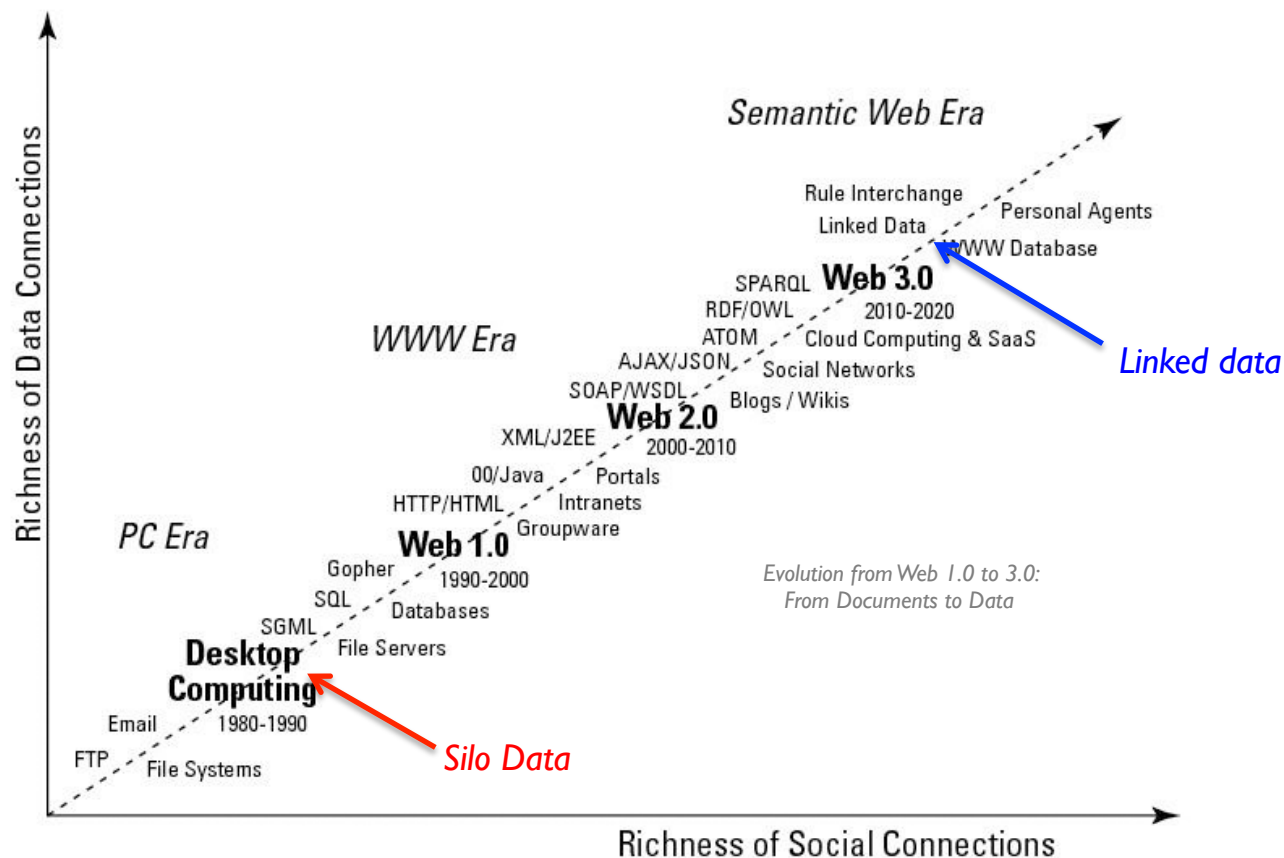 Richness of Data Connections
Semantic Web Era
Rule Interchange
Personal Agents
Linked Data
WWW Database
SPARQL
Web 3.0
RDF/OWL
2010-2020
WWW Era
ATOM
Cloud Computing & SaaS
Linked data
AJAX/JSON
Social Networks
SOAP/WSDL
Blogs / Wikis
Web 2.0
XML/J2EE
2000-2010
00/Java
Portals
HTTP/HTML
Intranets
Groupware
PC Era
Web 1.0
Gopher
1990-2000
Evolution from Web 1.0 to 3.0:
From Documents to Data
SQL
Databases
SGML
File Servers
Desktop
Computing
Email
1980-1990
FTP
File Systems
Silo Data
Richness of Social Connections